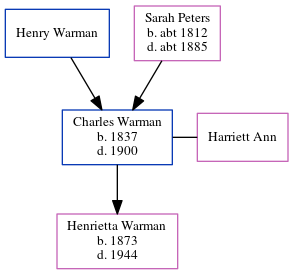 Henry Warman
Sarah Peters
b. abt 1812
d. abt 1885
Charles Warman
b. 1837
d. 1900
Harriett Ann
Henrietta Warman
b. 1873
d. 1944